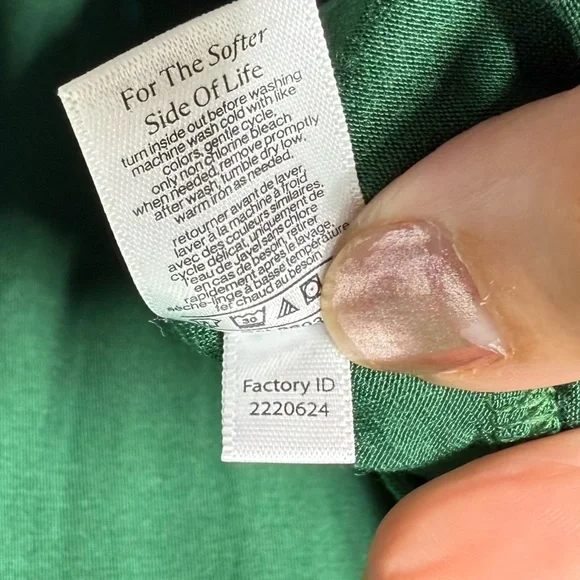 For The Softer
Side Of Life
turn inside out before washing
machine wash cold with like
colors, gentle cycle,
only non chlorine bleach
when needed, remove promptly
after wash, tumble dry low,
warm iron as needed.
retourner avant de laver
laver à la machine à froid
avec des couleurs similaires,
cycle délicat, uniquement de
l'eau de javel sans chlore
en cas de besoin, retirer
rapidement après le lavage,
sèche-linge à basse température
fer chaud au besoin
30
Factory ID
2220624